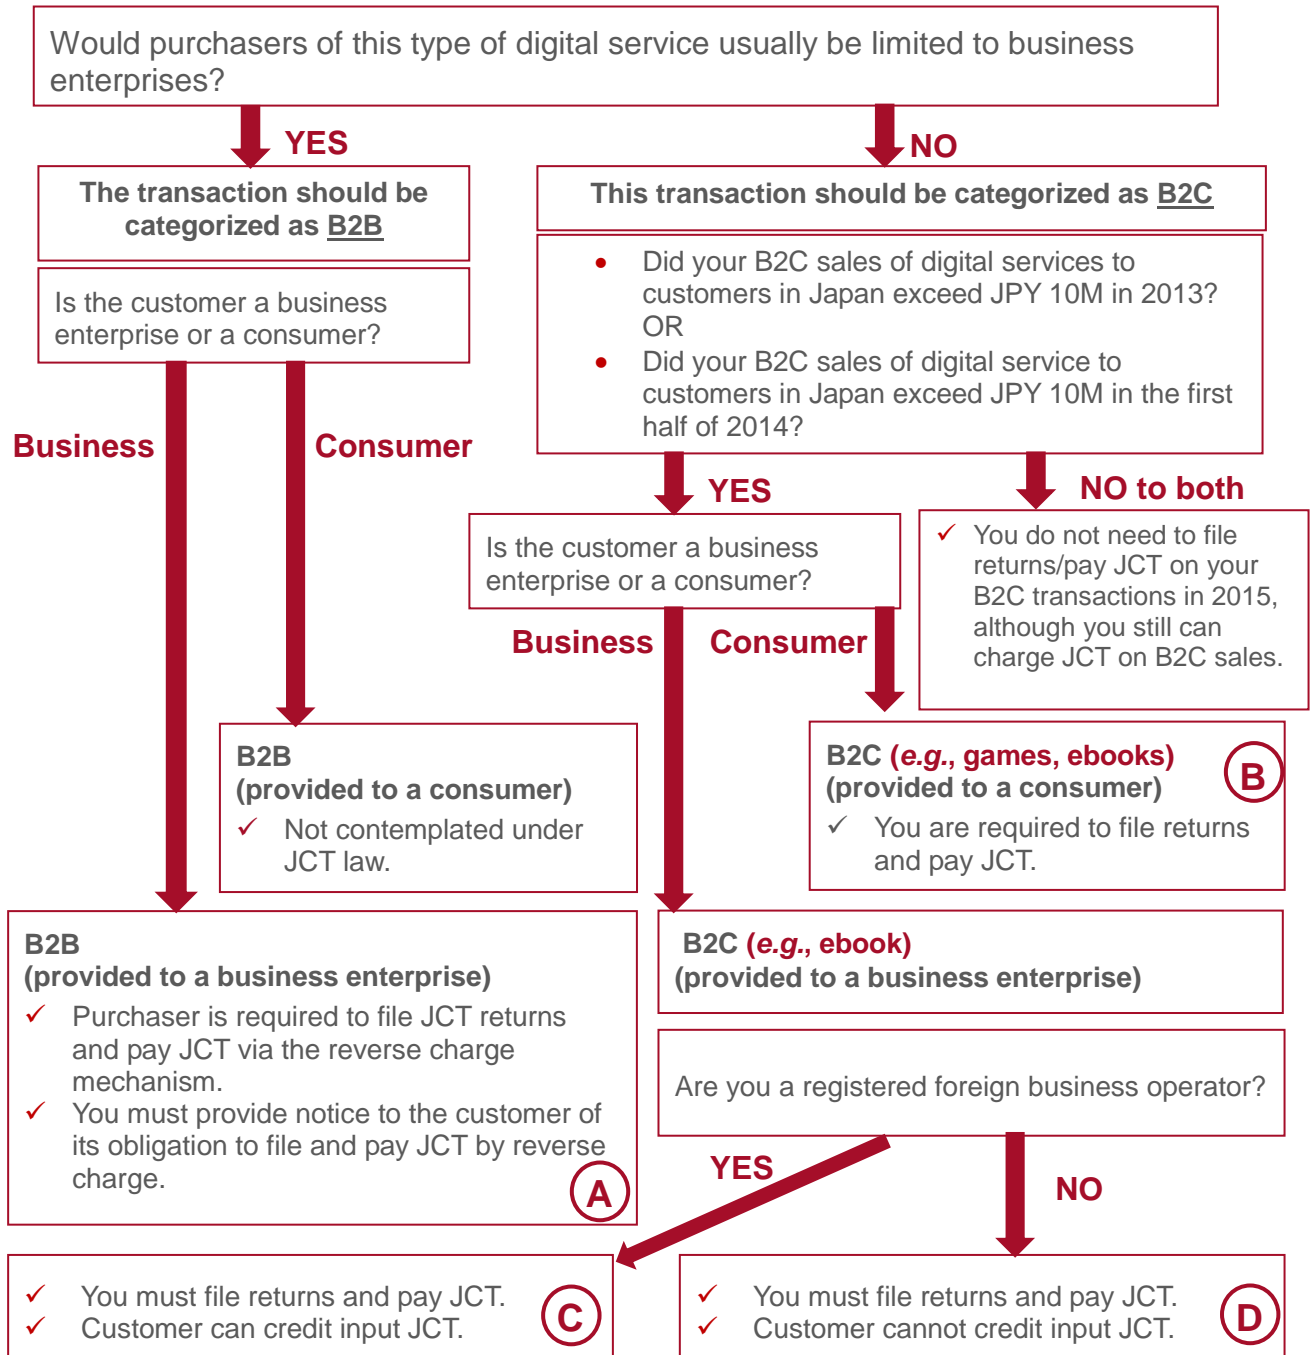 Would purchasers of this type of digital service usually be limited to business
enterprises?
YES
NO
The transaction should be
categorized as B2B
This transaction should be categorized as B2C
Is the customer a business
enterprise or a consumer?
• Did your B2C sales of digital services to
customers in Japan exceed JPY 10M in 2013?
OR
• Did your B2C sales of digital service to
customers in Japan exceed JPY 10M in the first
half of 2014?
Business
Consumer
YES
NO to both
Is the customer a business
enterprise or a consumer?
✓ You do not need to file
returns/pay JCT on your
B2C transactions in 2015,
although you still can
charge JCT on B2C sales.
Business
Consumer
B2B
(provided to a consumer)
✓ Not contemplated under
JCT law.
B2C (e.g., games, ebooks)
(provided to a consumer)
✓ You are required to file returns
and pay JCT.
B
B2B
(provided to a business enterprise)
✓ Purchaser is required to file JCT returns
and pay JCT via the reverse charge
mechanism.
✓ You must provide notice to the customer of
its obligation to file and pay JCT by reverse
charge.
A
B2C (e.g., ebook)
(provided to a business enterprise)
Are you a registered foreign business operator?
YES
NO
✓ You must file returns and pay JCT.
✓ Customer can credit input JCT.
C
✓ You must file returns and pay JCT.
✓ Customer cannot credit input JCT.
D